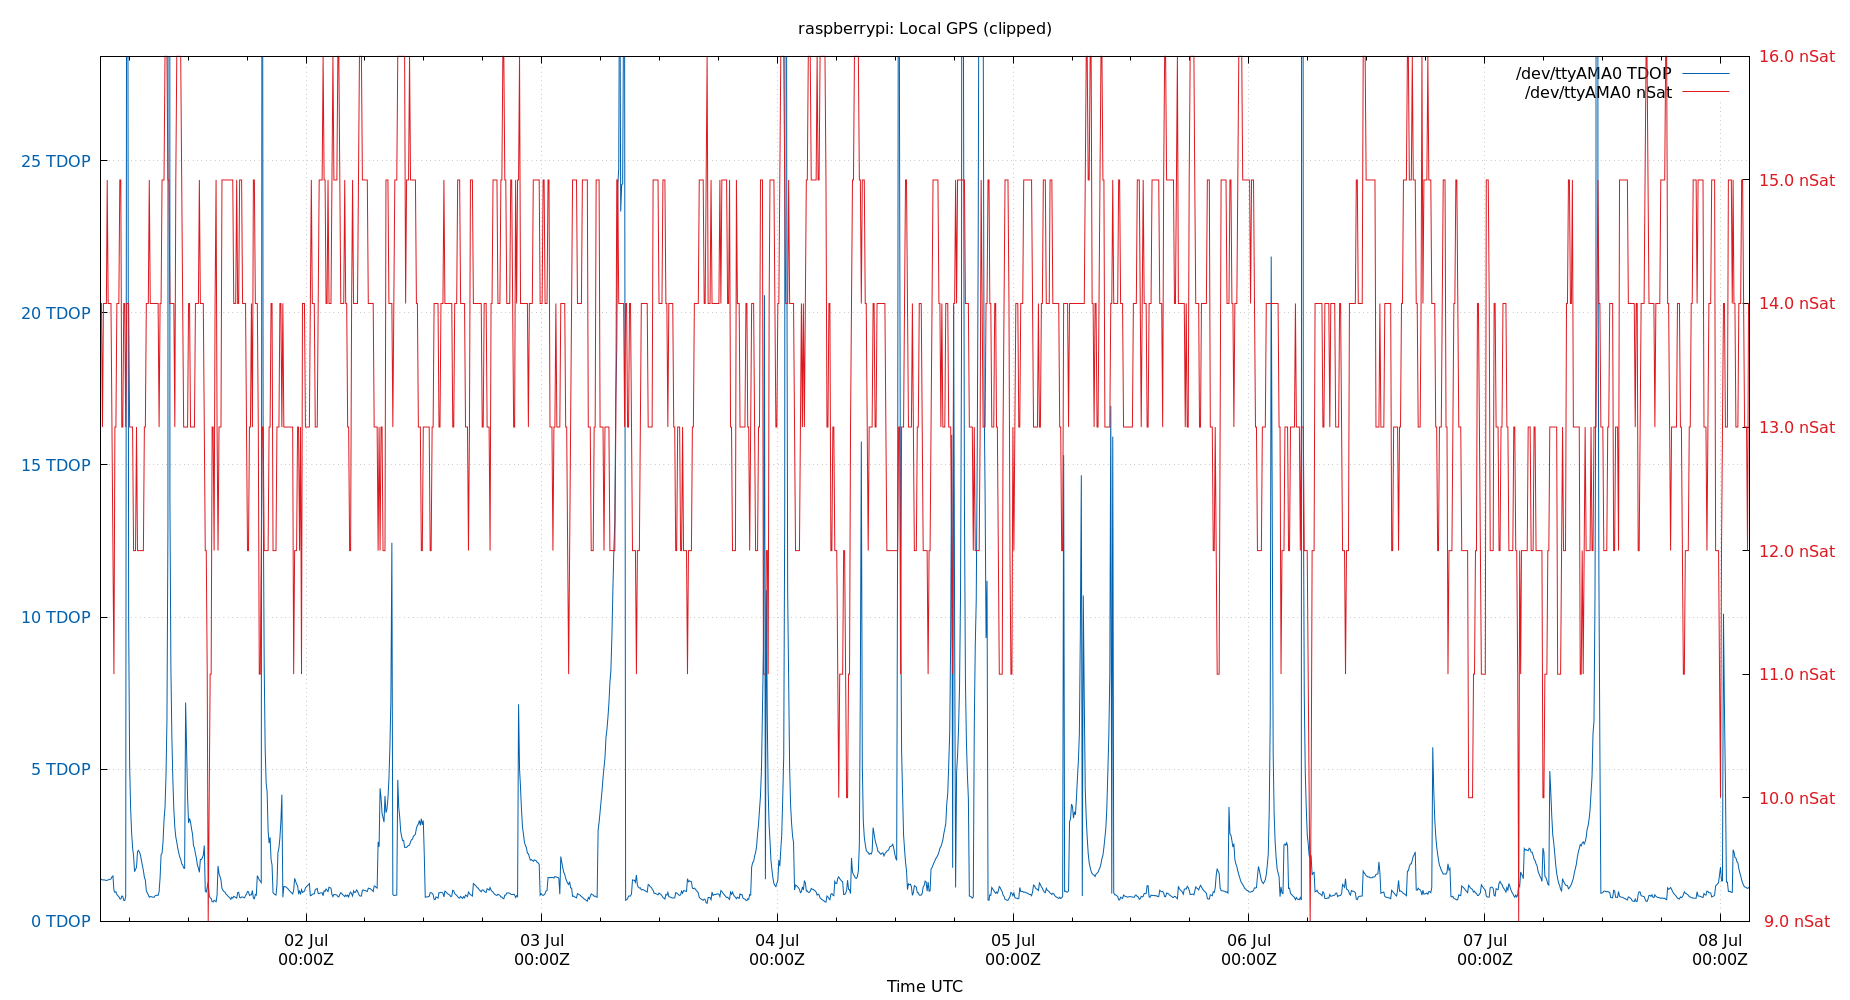 raspberrypi: Local GPS (clipped)
/dev/ttyAMA0 TDOP
/dev/ttyAMA0 nSat
25 TDOP
20 TDOP
15 TDOP
10 TDOP
5 TDOP
0 TDOP
16.0 nSat
15.0 nSat
14.0 nSat
13.0 nSat
12.0 nSat
11.0 nSat
10.0 nSat
9.0 nSat
02 Jul 03 Jul 04 Jul 05 Jul 06 Jul 07 Jul 08 Jul
00:00Z 00:00Z 00:00Z 00:00Z 00:00Z 00:00Z 00:00Z
Time UTC